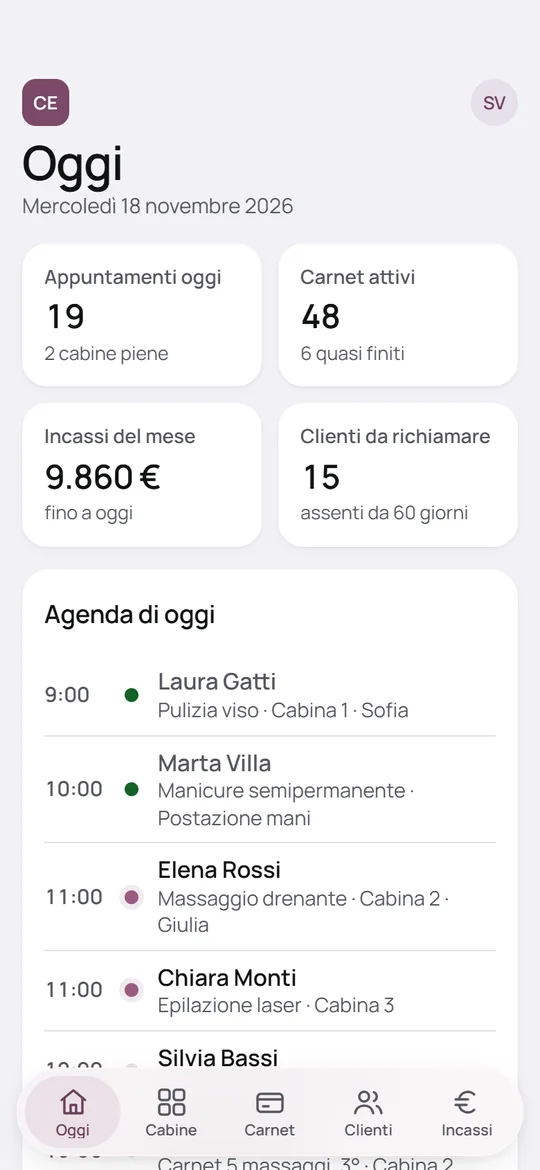 CE
SV
Oggi
Mercoledì 18 novembre 2026
Appuntamenti oggi
19
2 cabine piene
Carnet attivi
48
6 quasi finiti
Incassi del mese
9.860 €
fino a oggi
Clienti da richiamare
15
assenti da 60 giorni
Agenda di oggi
9:00
Laura Gatti
Pulizia viso · Cabina 1 · Sofia
10:00
Marta Villa
Manicure semipermanente ·
Postazione mani
11:00
Elena Rossi
Massaggio drenante · Cabina 2 ·
Giulia
11:00
Chiara Monti
Epilazione laser · Cabina 3
Silvia Bassi
Oggi
Cabine
Carnet
Clienti
Incassi
Carnet 5 massaggi, 3° · Cabina 2